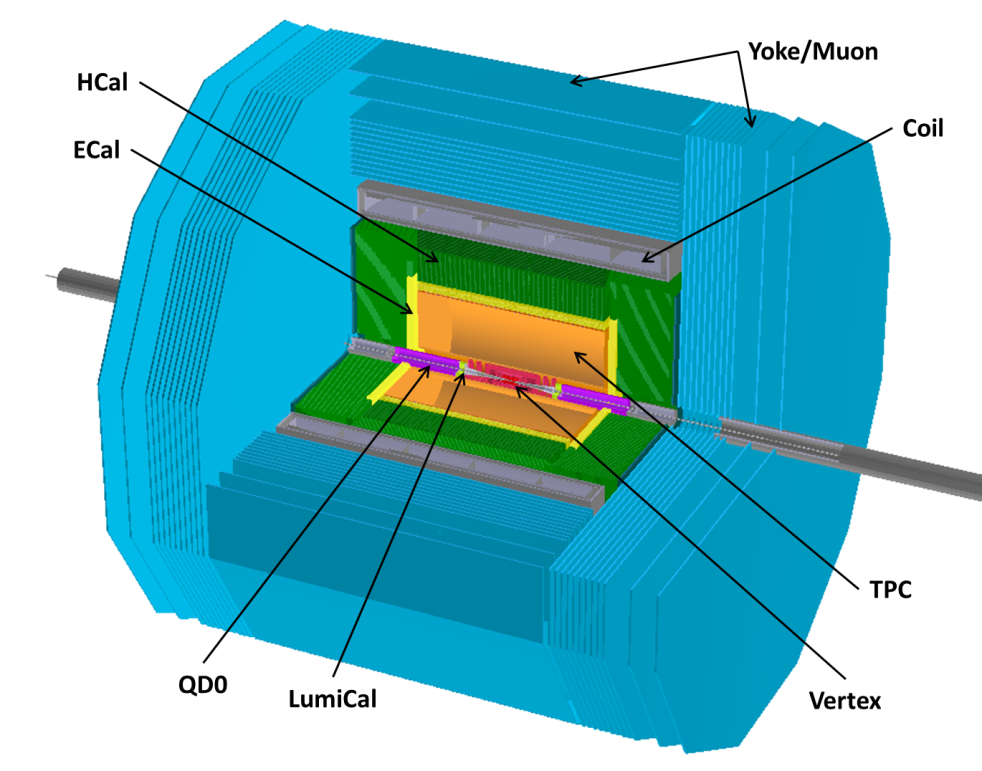 Yoke/Muon
HCal
Coil
ECal
TPC
QD0
LumiCal
Vertex